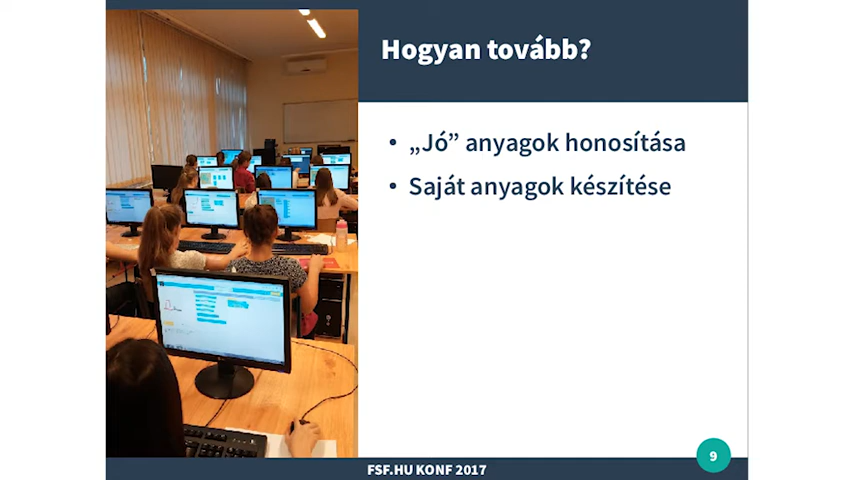 Hogyan tovább?
• „Jó” anyagok honosítása
• Saját anyagok készítése
9
FSF.HU KONF 2017